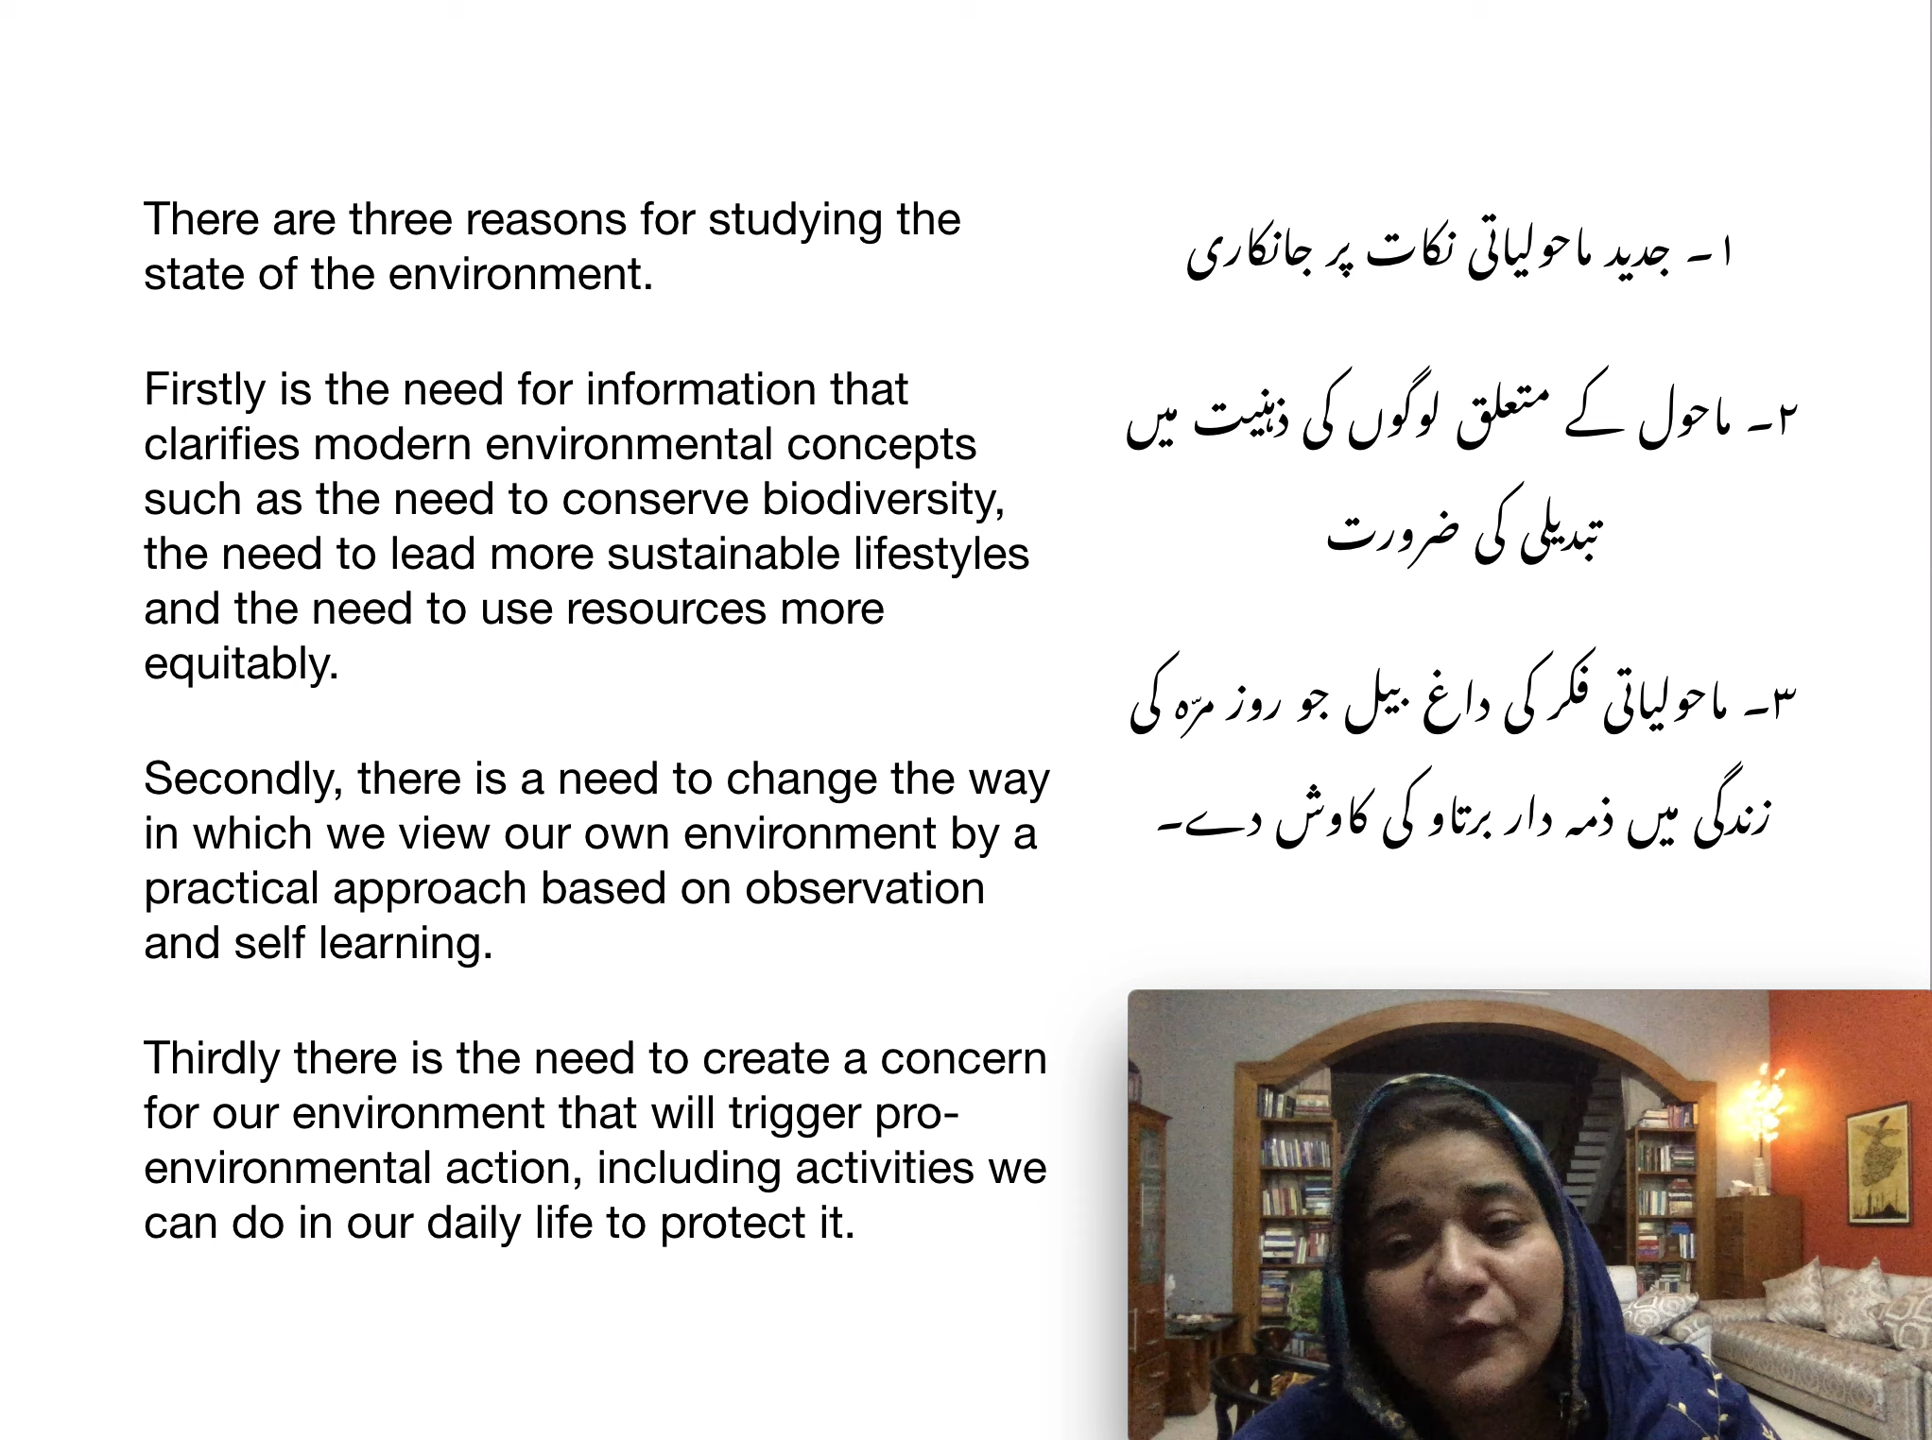 There are three reasons for studying the
state of the environment.
Firstly is the need for information that
clarifies modern environmental concepts
such as the need to conserve biodiversity,
the need to lead more sustainable lifestyles
and the need to use resources more
equitably.
Secondly, there is a need to change the way
in which we view our own environment by a
practical approach based on observation
and self learning.
Thirdly there is the need to create a concern
for our environment that will trigger pro-
environmental action, including activities we
can do in our daily life to protect it.
۱۔ جدید ماحولیاتی نکات پر جانکاری
۲۔ ماحول کے متعلق لوگوں کی ذہنیت میں
تبدیلی کی ضرورت
۳۔ ماحولیاتی فکر کی داغ بیل جو روز مرّہ کی
زندگی میں ذمہ دار برتاو کی کاوش دے۔